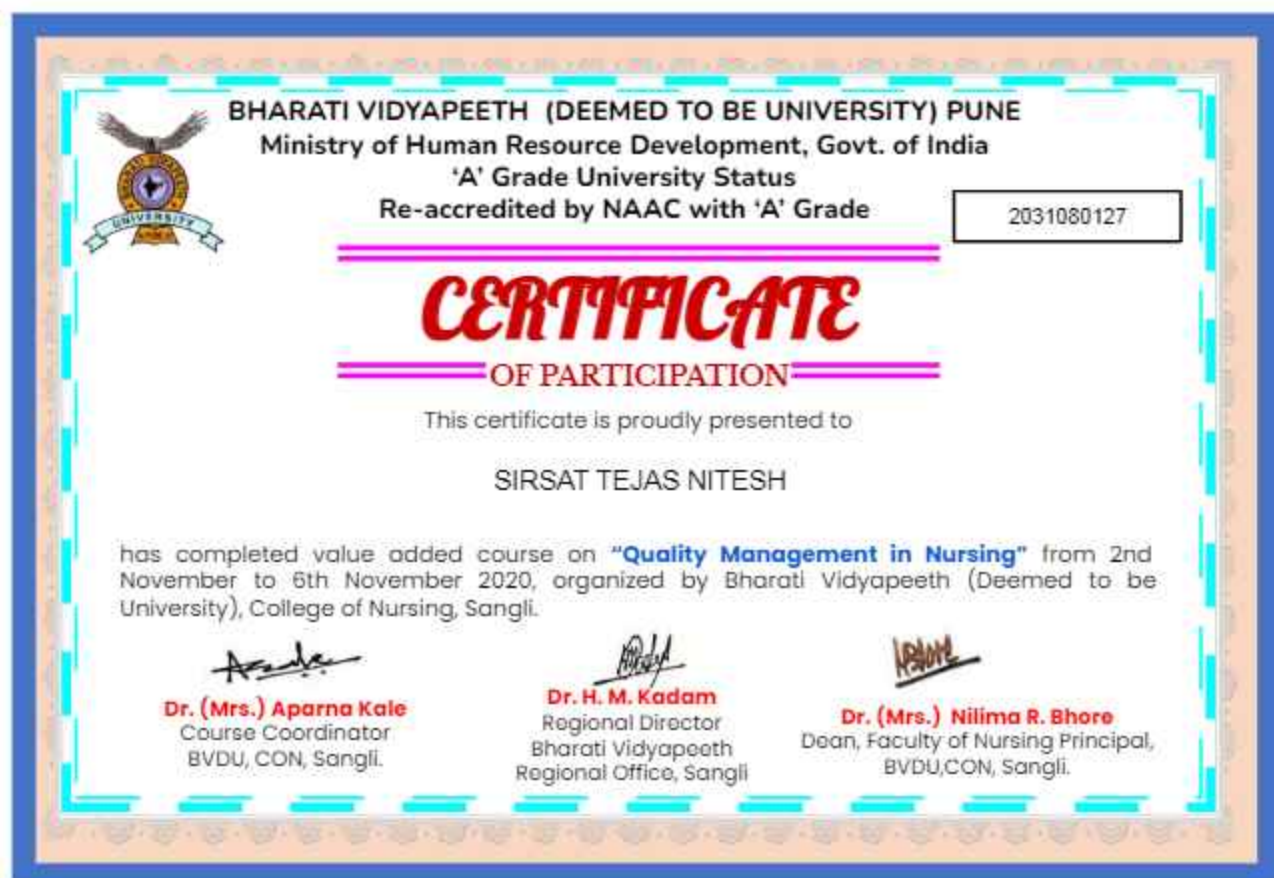 BHARATI VIDYAPEETH (DEEMED TO BE UNIVERSITY) PUNE
Ministry of Human Resource Development, Govt. of India
‘A’ Grade University Status
Re-accredited by NAAC with ‘A’ Grade
2031080127
BHARATI VIDYAPEETH
UNIVERSITY
CERTIFICATE
OF PARTICIPATION
This certificate is proudly presented to
SIRSAT TEJAS NITESH
has completed value added course on “Quality Management in Nursing” from 2nd
November to 6th November 2020, organized by Bharati Vidyapeeth (Deemed to be
University), College of Nursing, Sangli.
Dr. (Mrs.) Aparna Kale
Course Coordinator
BVDU, CON, Sangli.
Dr. H. M. Kadam
Regional Director
Bharati Vidyapeeth
Regional Office, Sangli
Dr. (Mrs.) Nilima R. Bhore
Dean, Faculty of Nursing Principal,
BVDU,CON, Sangli.